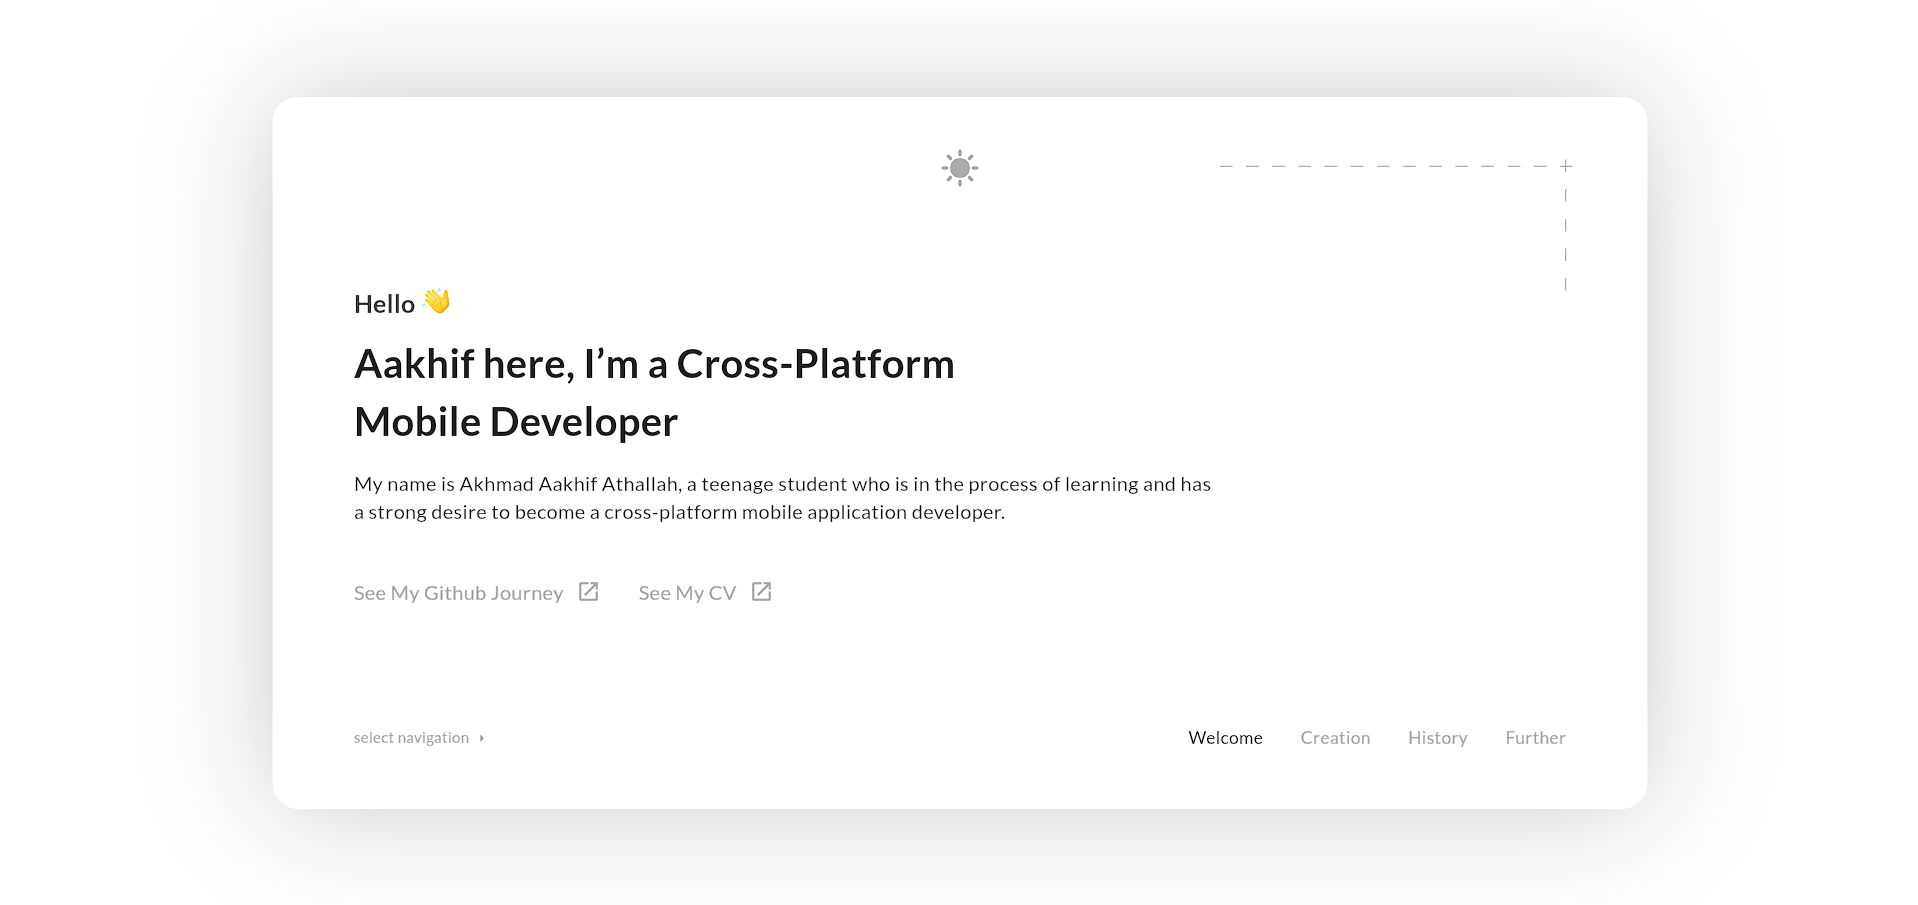 Hello 👋
Aakhif here, I’m a Cross-Platform
Mobile Developer
My name is Akhmad Aakhif Athallah, a teenage student who is in the process of learning and has
a strong desire to become a cross-platform mobile application developer.
See My Github Journey See My CV
select navigation Welcome Creation History Further